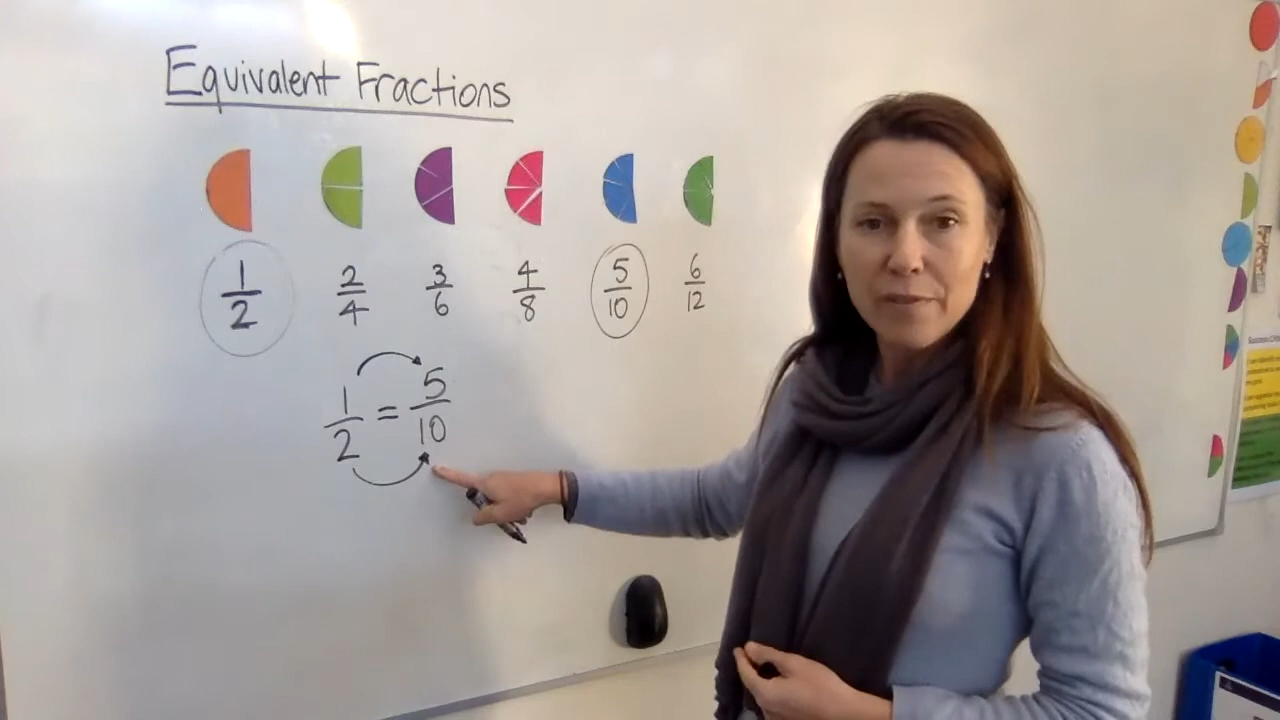 Equivalent Fractions
1/2 2/4 3/6 4/8 5/10 6/12
1/2 = 5/10